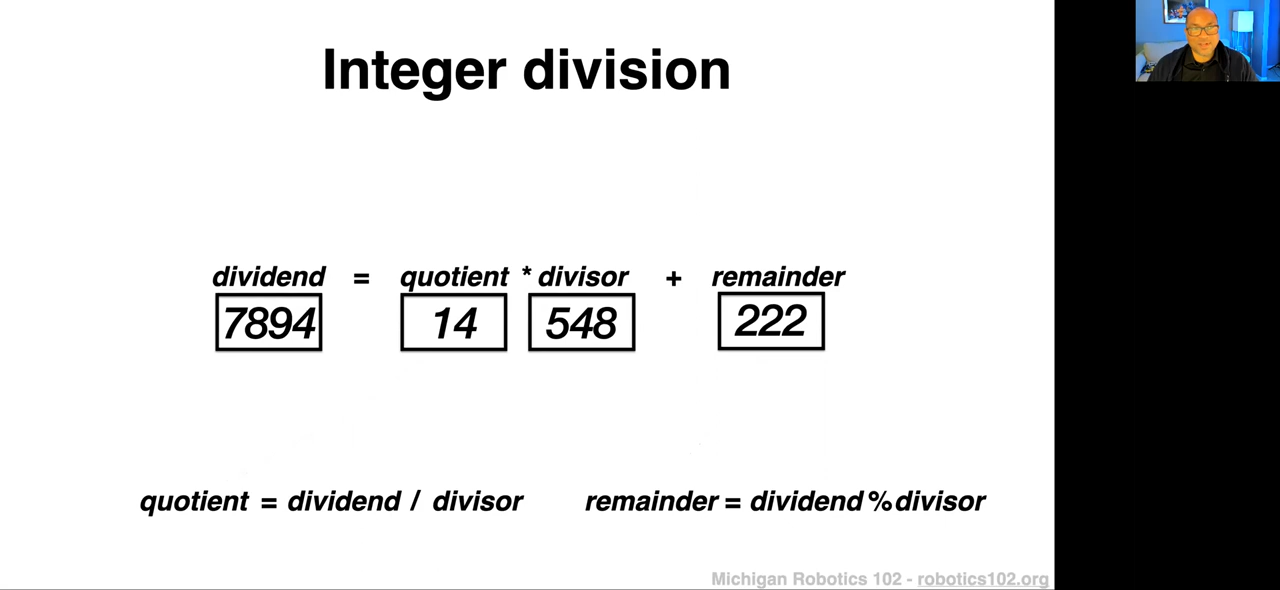 Integer division
dividend = quotient * divisor + remainder
7894 14 548 222
quotient = dividend / divisor remainder = dividend % divisor
Michigan Robotics 102 - robotics102.org